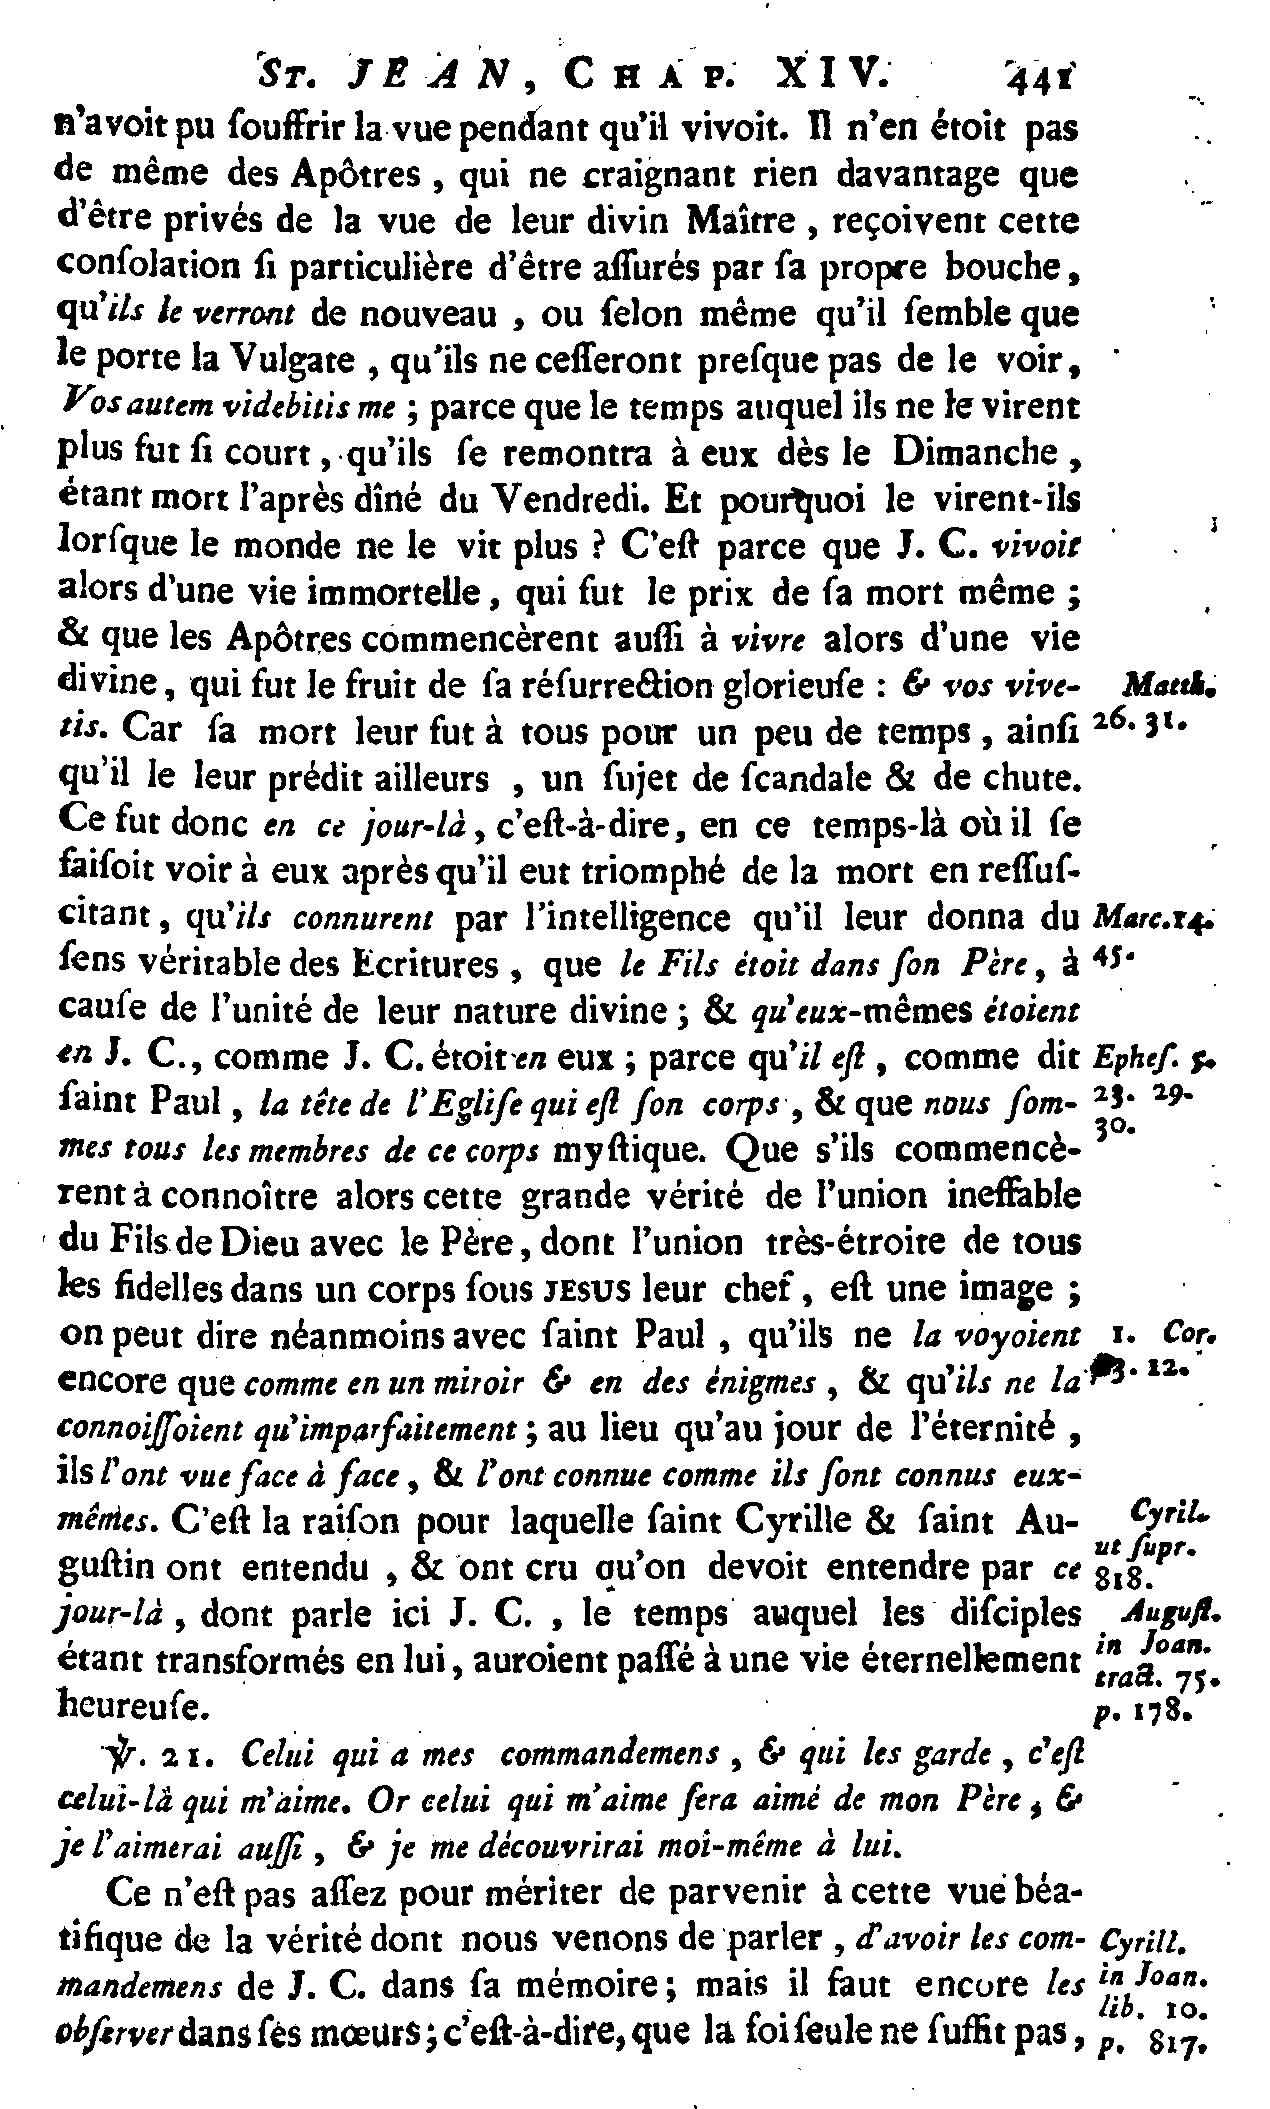 ST. JEAN, CHAP. XIV. 441
n'avoit pu ſouffrir la vue pendant qu'il vivoit. Il n'en étoit pas
de même des Apôtres, qui ne craignant rien davantage que
d'être privés de la vue de leur divin Maître, reçoivent cette
conſolation ſi particulière d'être aſſurés par ſa propre bouche,
qu'ils le verront de nouveau, ou ſelon même qu'il ſemble que
le porte la Vulgate, qu'ils ne ceſſeront preſque pas de le voir,
Vos autem videbitis me; parce que le temps auquel ils ne le virent
plus fut ſi court, qu'ils ſe remontra à eux dès le Dimanche,
étant mort l'après dîné du Vendredi. Et pourquoi le virent-ils
lorſque le monde ne le vit plus? C'eſt parce que J. C. vivoit
alors d'une vie immortelle, qui fut le prix de ſa mort même;
& que les Apôtres commencèrent auſſi à vivre alors d'une vie
divine, qui fut le fruit de ſa réſurrection glorieuſe : & vos vive-
Matth.
tis. Car ſa mort leur fut à tous pour un peu de temps, ainſi
26. 31.
qu'il le leur prédit ailleurs, un ſujet de ſcandale & de chute.
Ce fut donc en ce jour-là, c'eſt-à-dire, en ce temps-là où il ſe
faiſoit voir à eux après qu'il eut triomphé de la mort en reſſuſ-
citant, qu'ils connurent par l'intelligence qu'il leur donna du
Marc. 14.
ſens véritable des Ecritures, que le Fils étoit dans ſon Père, à
45.
cauſe de l'unité de leur nature divine; & qu'eux-mêmes étoient
en J. C., comme J. C. étoit en eux; parce qu'il eſt, comme dit
Epheſ. 5.
ſaint Paul, la tête de l'Egliſe qui eſt ſon corps, & que nous ſom-
23. 29.
mes tous les membres de ce corps myſtique. Que s'ils commencè-
30.
rent à connoître alors cette grande vérité de l'union ineffable
du Fils de Dieu avec le Père, dont l'union très-étroite de tous
les fidelles dans un corps ſous JESUS leur chef, eſt une image;
on peut dire néanmoins avec ſaint Paul, qu'ils ne la voyoient
1. Cor.
encore que comme en un miroir & en des énigmes, & qu'ils ne la
13. 12.
connoiſſoient qu'imparfaitement; au lieu qu'au jour de l'éternité,
ils l'ont vue face à face, & l'ont connue comme ils ſont connus eux-
mêmes. C'eſt la raiſon pour laquelle ſaint Cyrille & ſaint Au-
Cyril.
ut ſupr.
guſtin ont entendu, & ont cru qu'on devoit entendre par ce
818.
jour-là, dont parle ici J. C., le temps auquel les diſciples
Auguſt.
étant transformés en lui, auroient paſſé à une vie éternellement
in Joan.
tract. 75.
heureuſe.
p. 178.
℣. 21. Celui qui a mes commandemens, & qui les garde, c'eſt
celui-là qui m'aime. Or celui qui m'aime ſera aimé de mon Père, &
je l'aimerai auſſi, & je me découvrirai moi-même à lui.
Ce n'eſt pas aſſez pour mériter de parvenir à cette vue béa-
tifique de la vérité dont nous venons de parler, d'avoir les com-
Cyrill.
mandemens de J. C. dans ſa mémoire; mais il faut encore les
in Joan.
lib. 10.
obſerver dans ſes mœurs; c'eſt-à-dire, que la foi ſeule ne ſuffit pas,
p. 817.